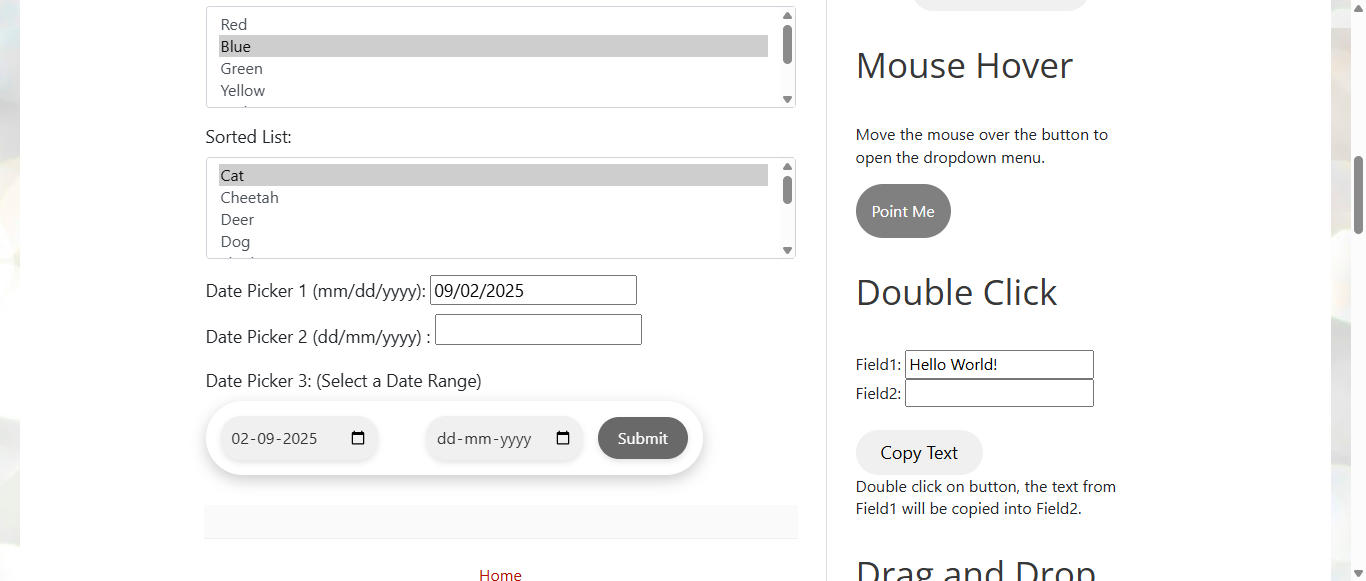 Red
Blue
Green
Yellow
Sorted List:
Cat
Cheetah
Deer
Dog
Date Picker 1 (mm/dd/yyyy): 09/02/2025
Date Picker 2 (dd/mm/yyyy) :
Date Picker 3: (Select a Date Range)
02-09-2025 dd-mm-yyyy Submit
Home
Mouse Hover
Move the mouse over the button to
open the dropdown menu.
Point Me
Double Click
Field1: Hello World!
Field2:
Copy Text
Double click on button, the text from
Field1 will be copied into Field2.
Drag and Drop